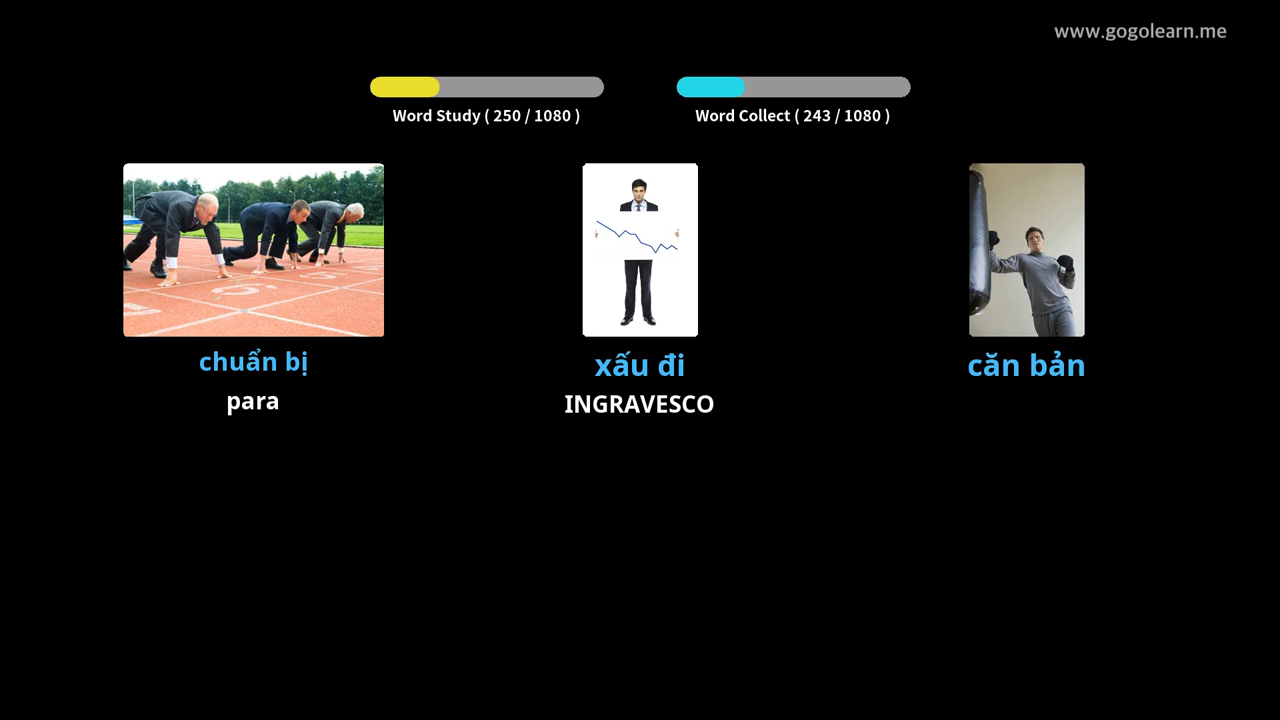 www.gogolearn.me
Word Study ( 250 / 1080 )
Word Collect ( 243 / 1080 )
chuẩn bị
para
xấu đi
INGRAVESCO
căn bản